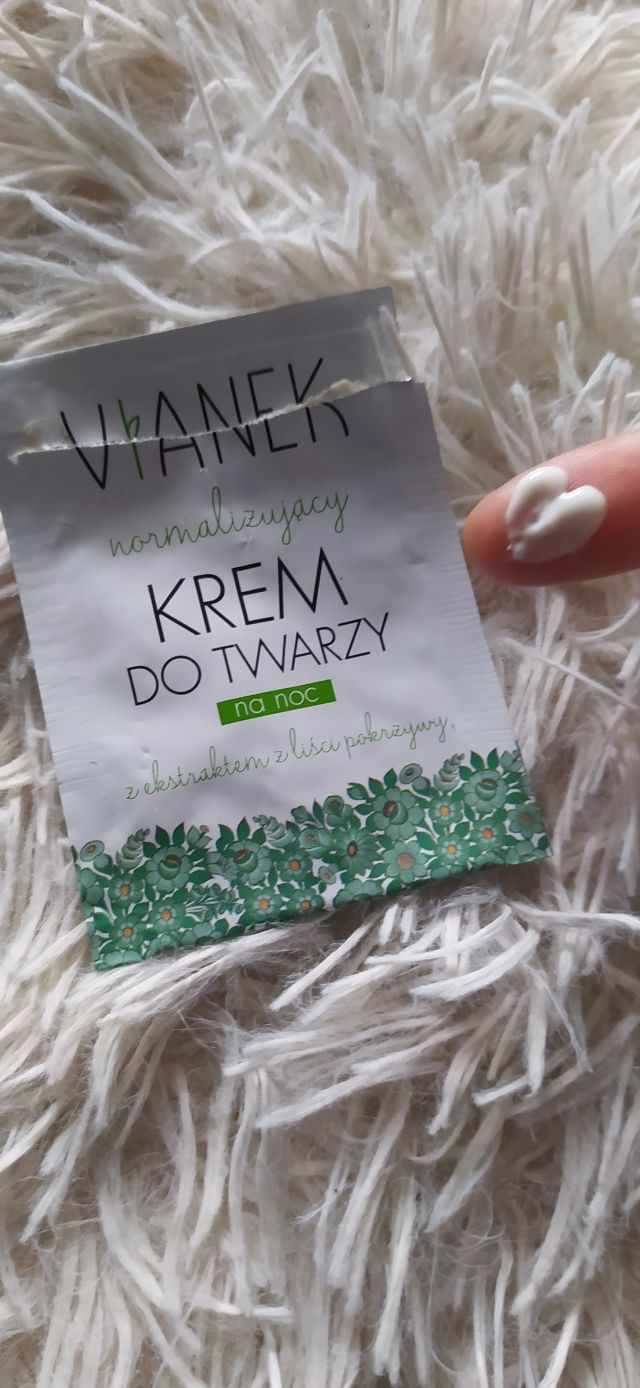 VIANEK
normalizujący
KREM
DO TWARZY
na noc
z ekstraktem z liści pokrzywy